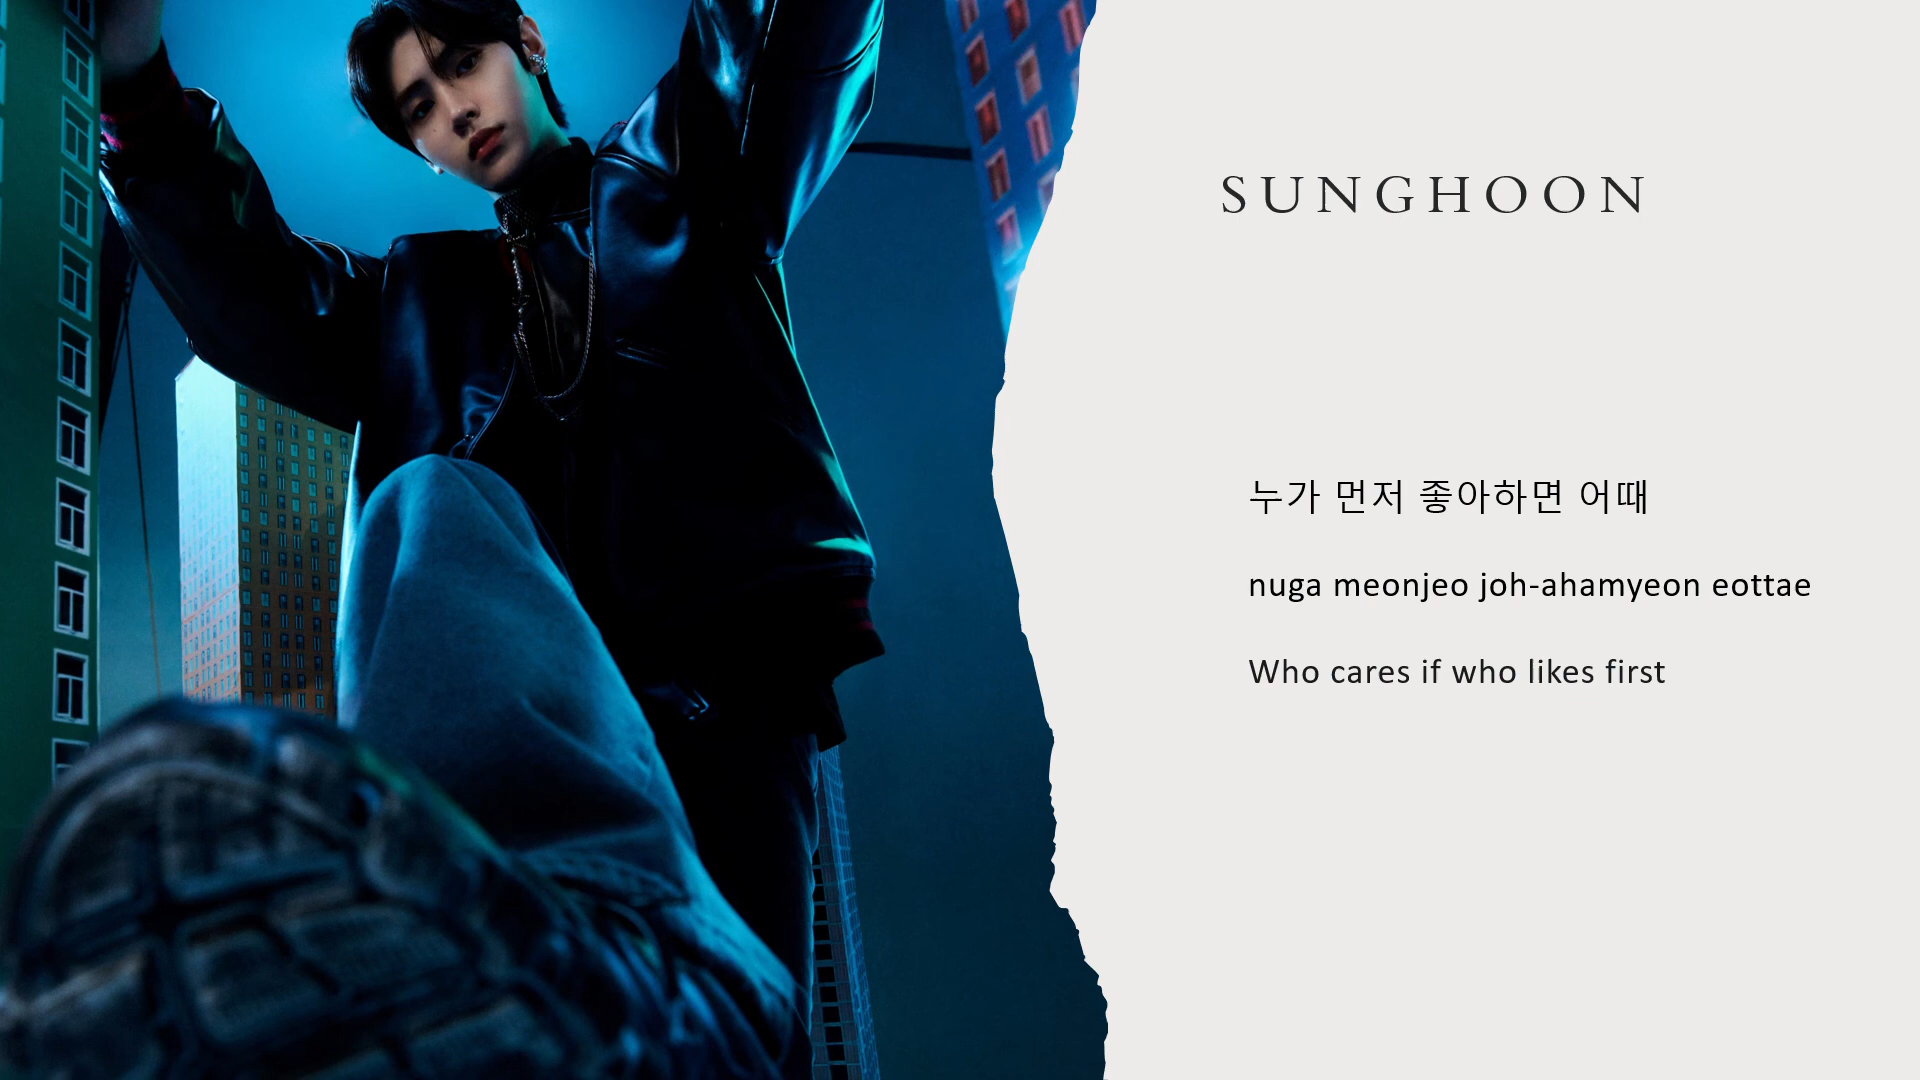 SUNGHOON
누가 먼저 좋아하면 어때
nuga meonjeo joh-ahamyeon eottae
Who cares if who likes first